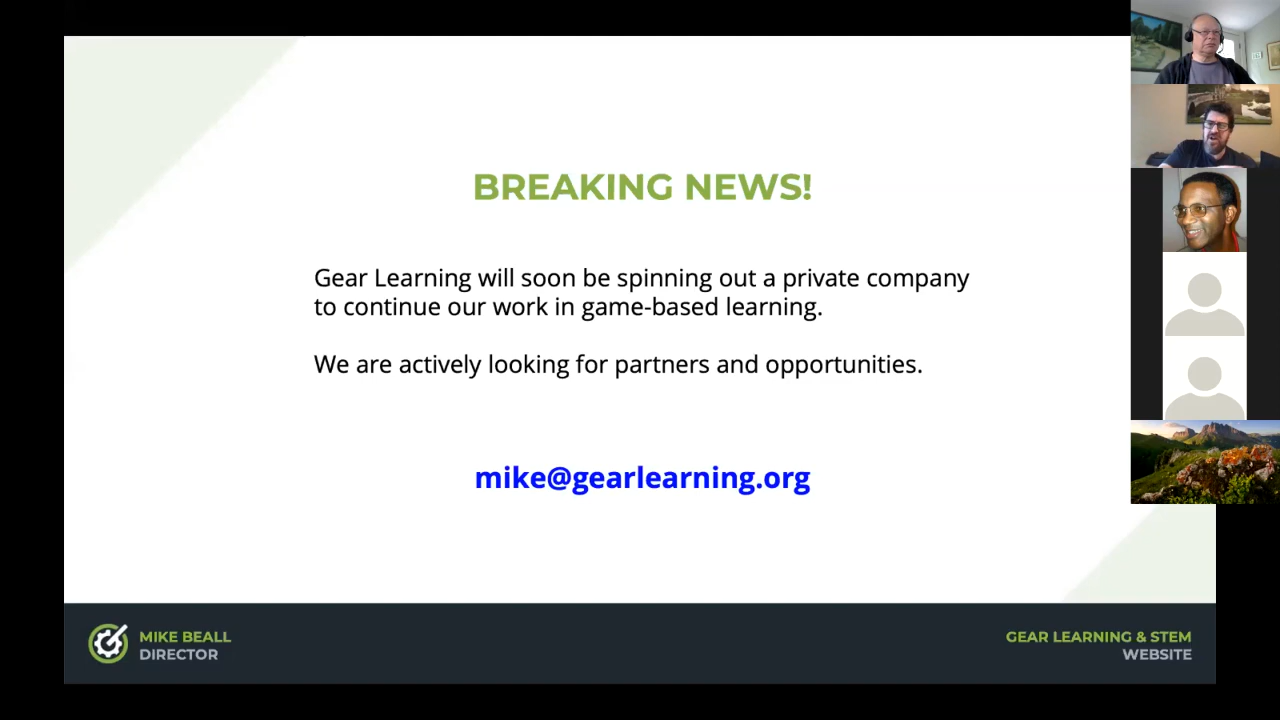 BREAKING NEWS!
Gear Learning will soon be spinning out a private company
to continue our work in game-based learning.
We are actively looking for partners and opportunities.
mike@gearlearning.org
MIKE BEALL
DIRECTOR
GEAR LEARNING & STEM
WEBSITE